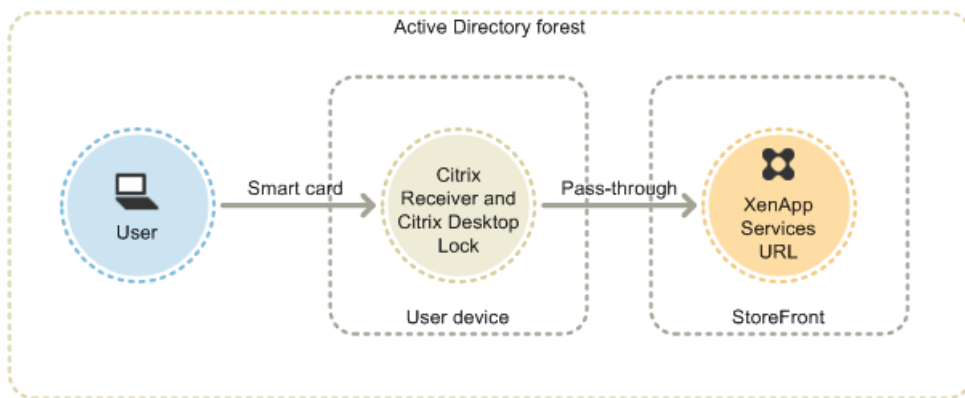 Active Directory forest
User
Smart card
Citrix
Receiver and
Citrix Desktop
Lock
User device
Pass-through
XenApp
Services
URL
StoreFront